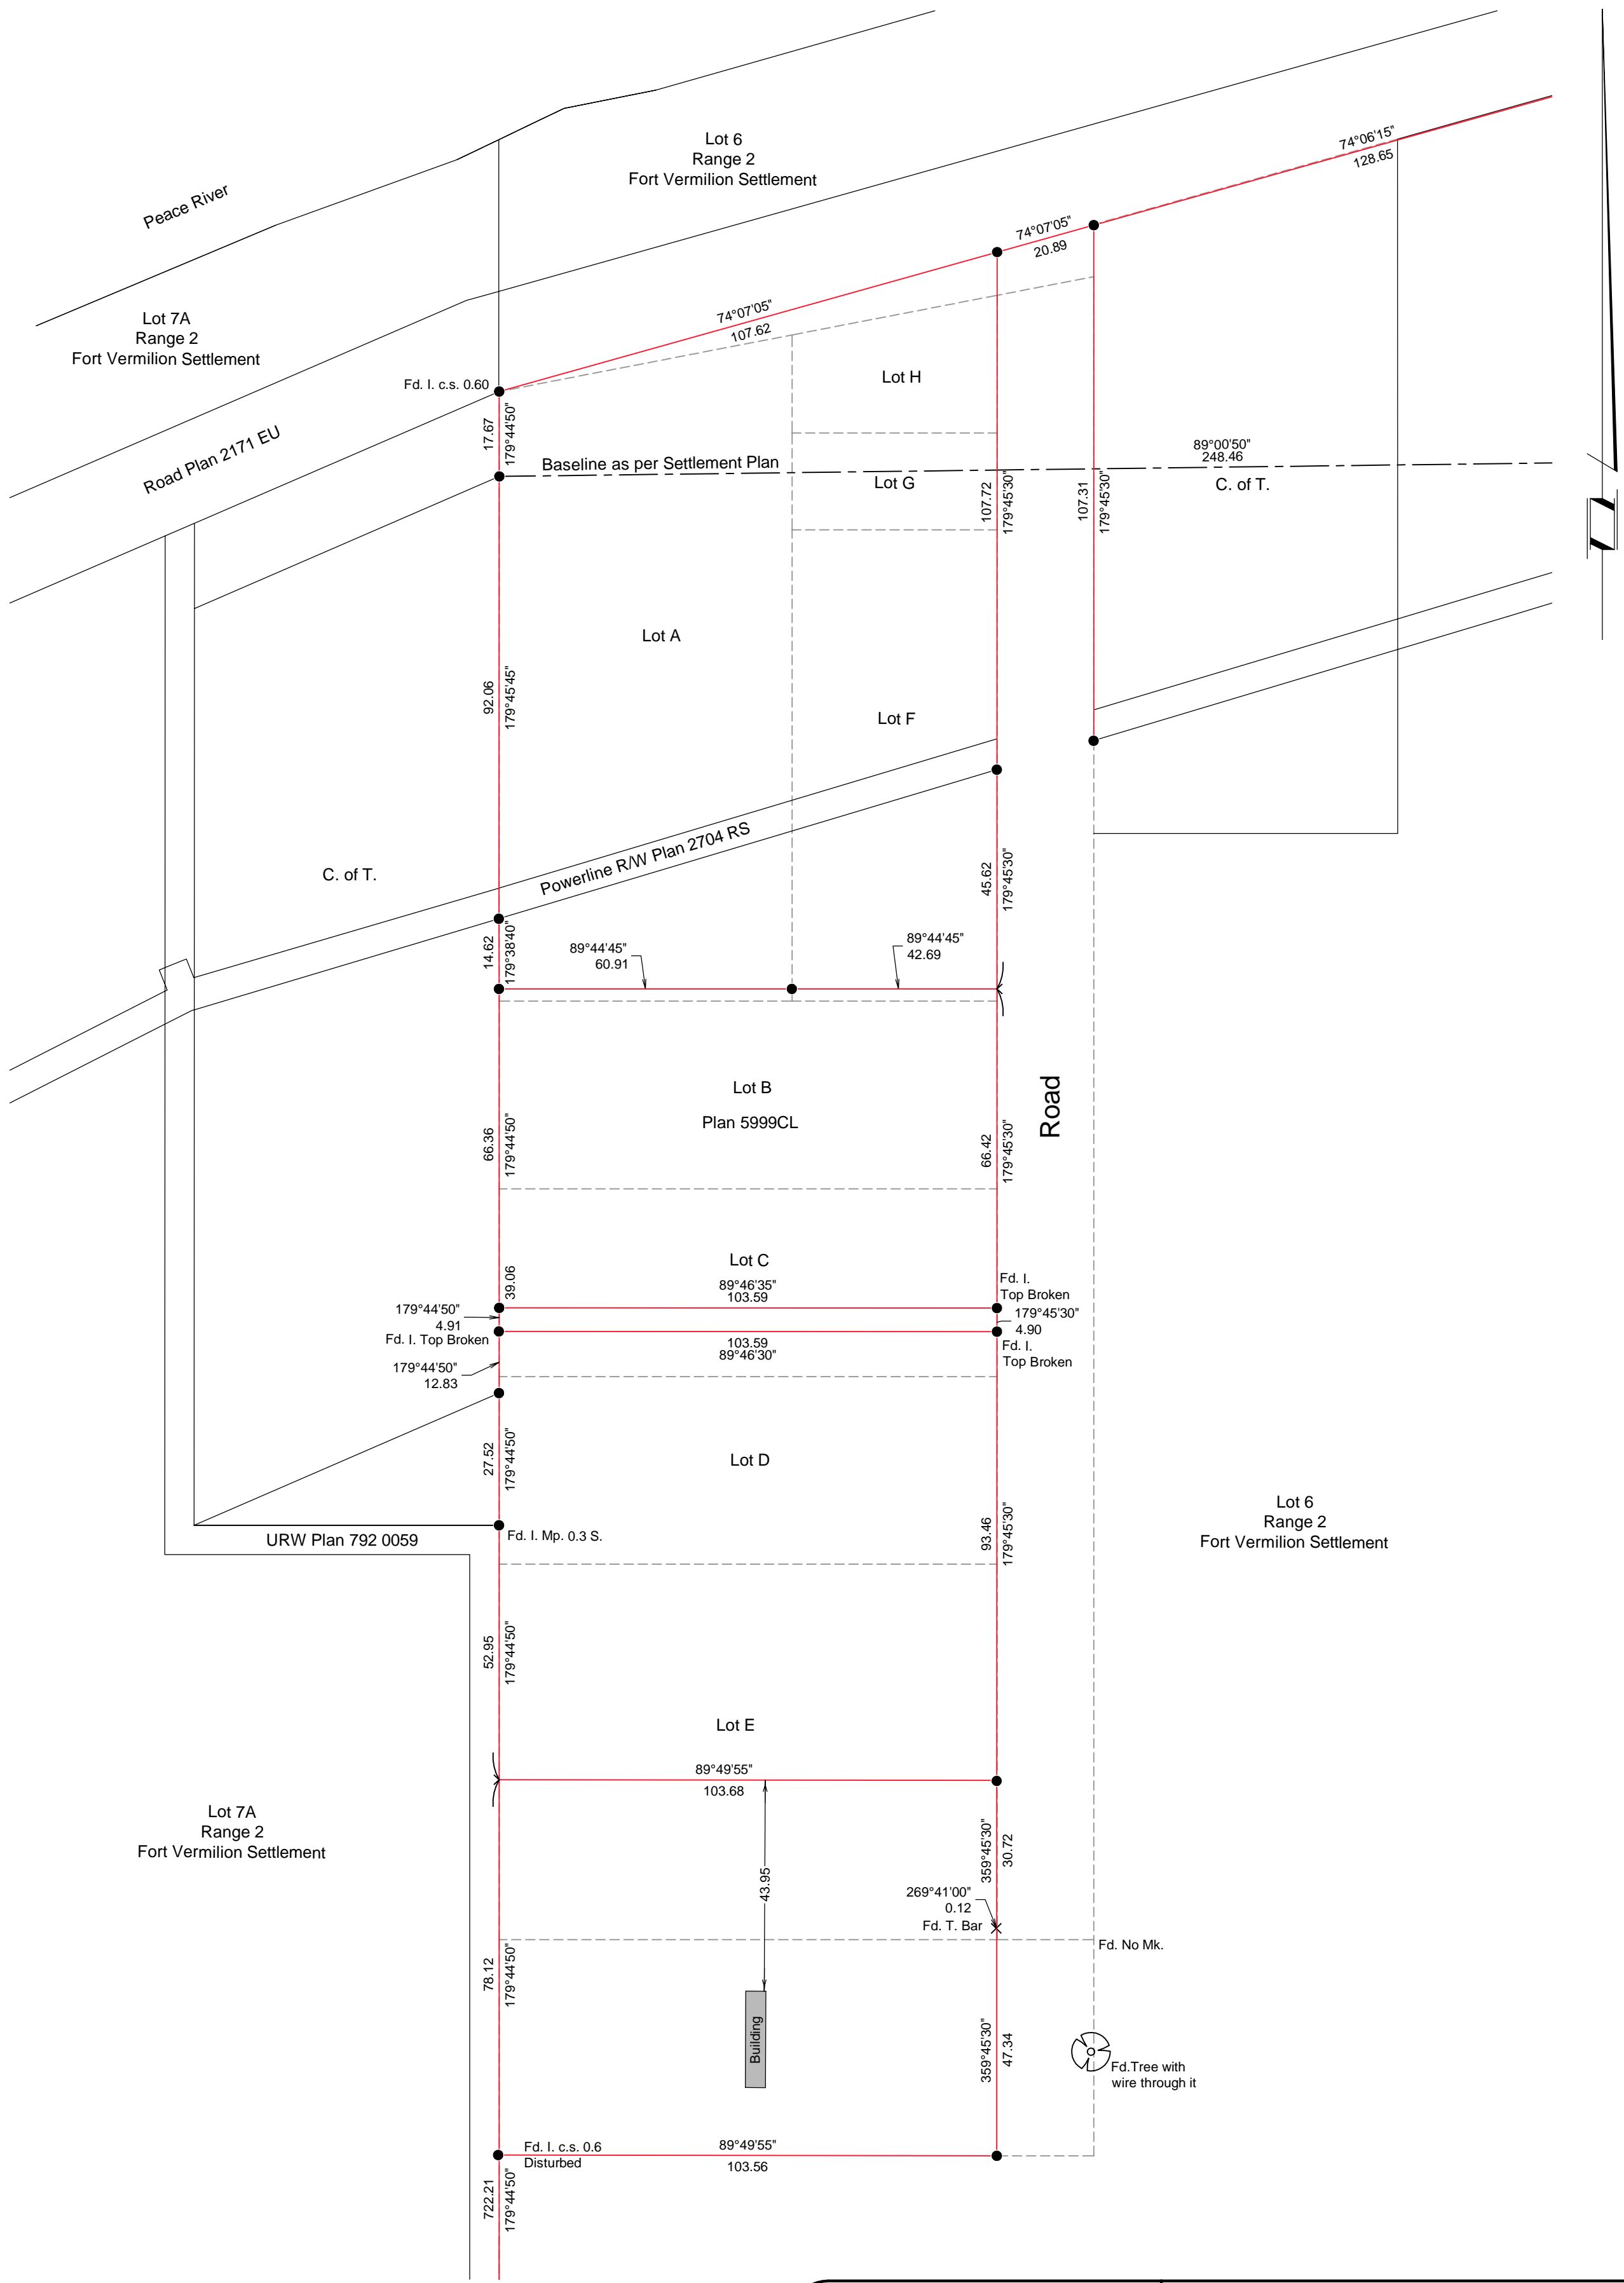 Lot 6
Range 2
Fort Vermilion Settlement
74°06'15"
128.65
Peace River
74°07'05"
20.89
Lot 7A
Range 2
Fort Vermilion Settlement
74°07'05"
107.62
Fd. I. c.s. 0.60
Lot H
17.67
179°44'50"
Road Plan 2171 EU
Baseline as per Settlement Plan
89°00'50"
248.46
Lot G
C. of T.
107.72
179°45'30"
107.31
179°45'30"
Lot A
92.06
179°45'45"
Lot F
Powerline R/W Plan 2704 RS
C. of T.
45.62
179°45'30"
14.62
179°38'40"
89°44'45"
60.91
89°44'45"
42.69
Lot B
Plan 5999CL
Road
66.36
179°44'50"
66.42
179°45'30"
Lot C
39.06
89°46'35"
103.59
Fd. I.
Top Broken
179°44'50"
4.91
Fd. I. Top Broken
179°45'30"
4.90
103.59
89°46'30"
Fd. I.
Top Broken
179°44'50"
12.83
27.52
179°44'50"
Lot D
Lot 6
Range 2
Fort Vermilion Settlement
93.46
179°45'30"
Fd. I. Mp. 0.3 S.
URW Plan 792 0059
52.95
179°44'50"
Lot E
89°49'55"
103.68
Lot 7A
Range 2
Fort Vermilion Settlement
43.95
359°45'30"
30.72
269°41'00"
0.12
Fd. T. Bar
Fd. No Mk.
78.12
179°44'50"
Building
359°45'30"
47.34
Fd.Tree with
wire through it
Fd. I. c.s. 0.6
Disturbed
89°49'55"
103.56
722.21
179°44'50"